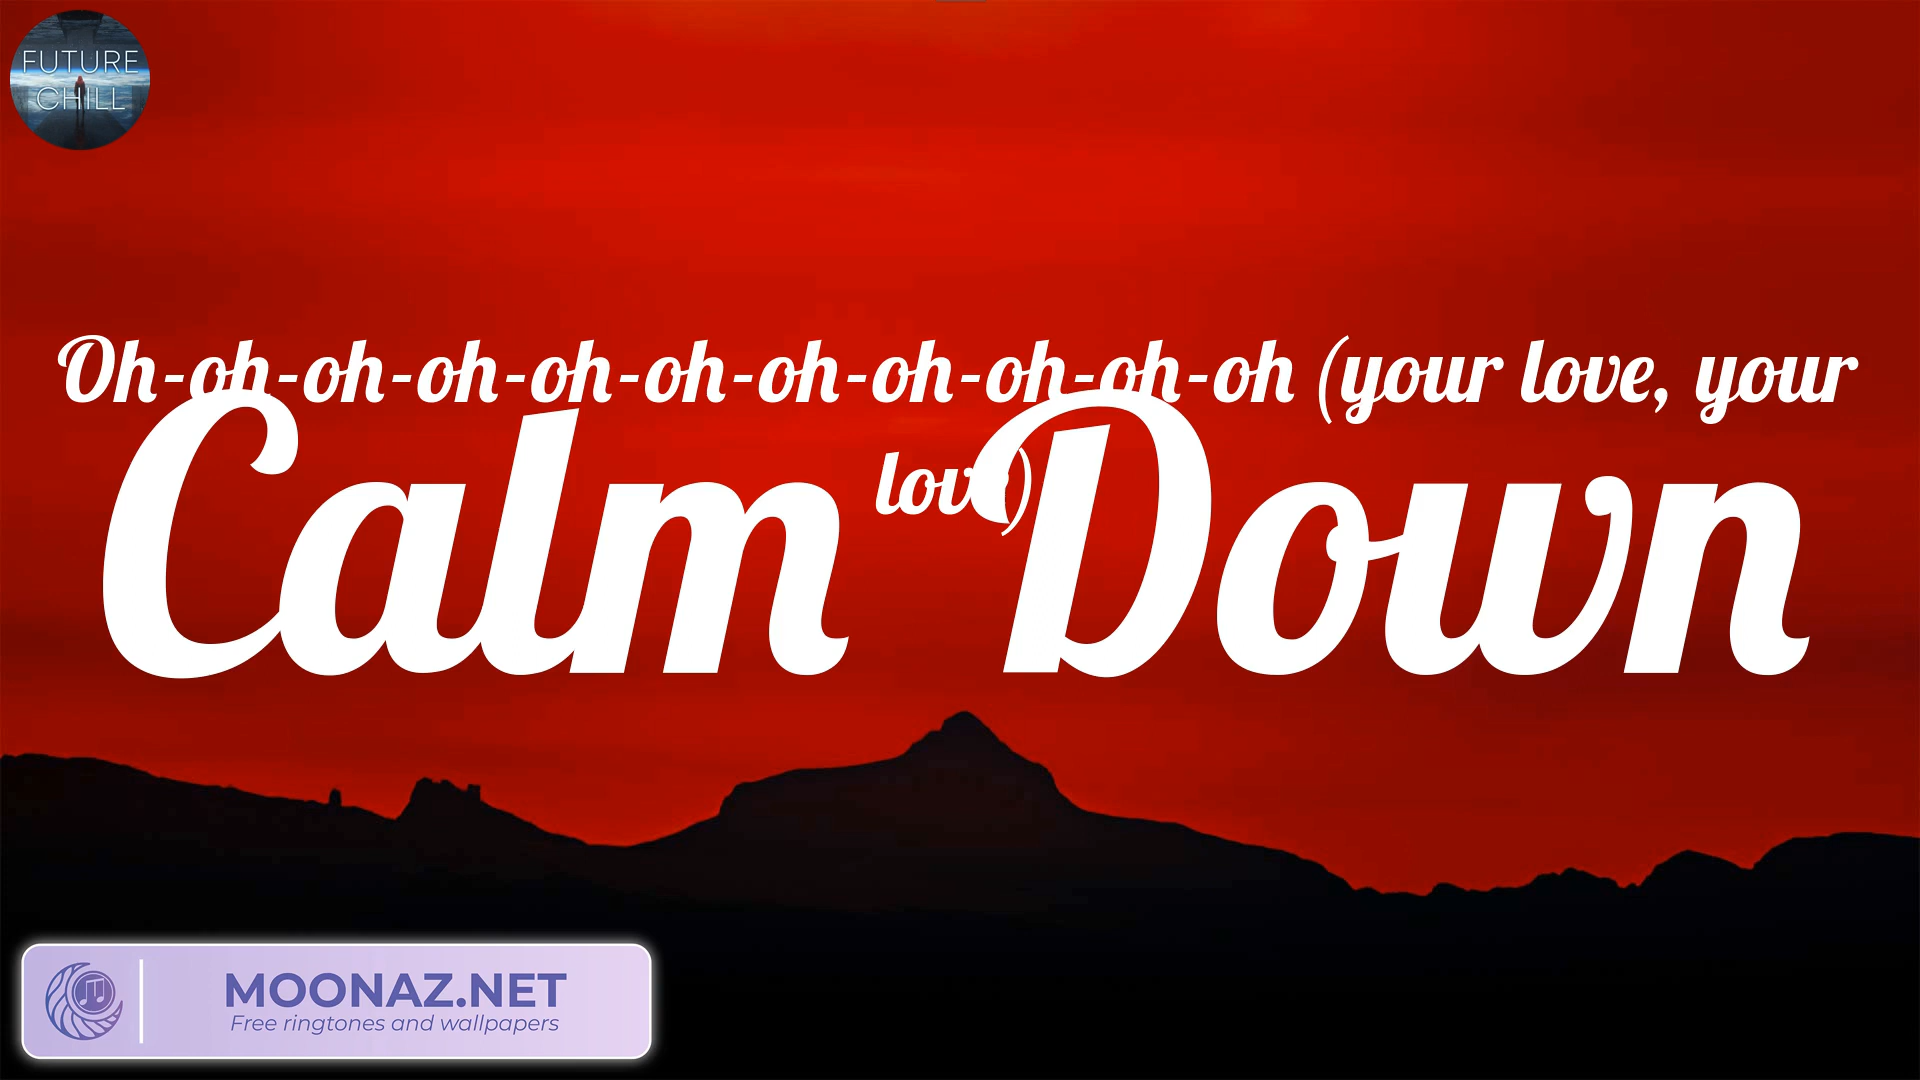 FUTURE
CHILL
Oh-oh-oh-oh-oh-oh-oh-oh-oh-oh-oh (your love, your
love)
Calm Down
MOONAZ.NET
Free ringtones and wallpapers